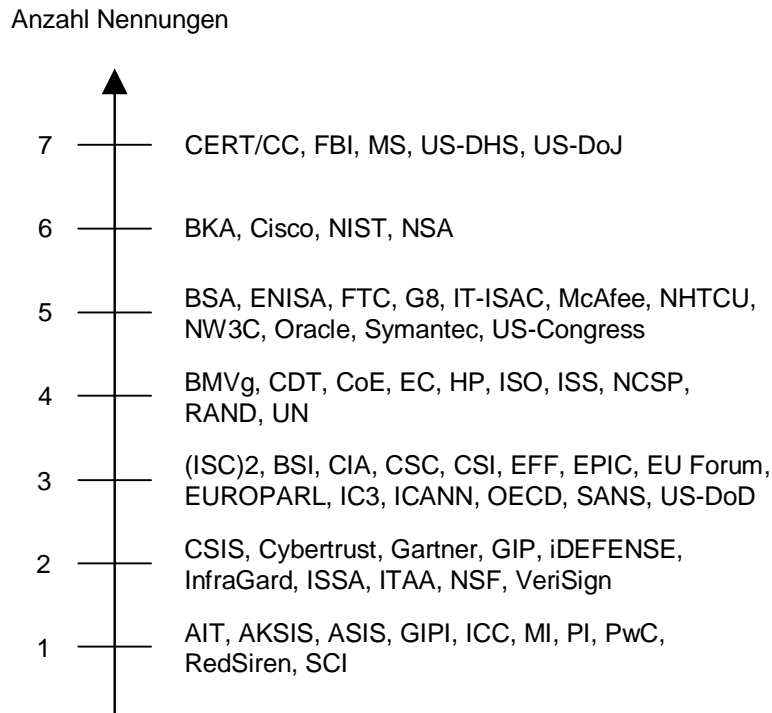 Anzahl Nennungen
7 CERT/CC, FBI, MS, US-DHS, US-DoJ
6 BKA, Cisco, NIST, NSA
5 BSA, ENISA, FTC, G8, IT-ISAC, McAfee, NHTCU,
NW3C, Oracle, Symantec, US-Congress
4 BMVg, CDT, CoE, EC, HP, ISO, ISS, NCSP,
RAND, UN
3 (ISC)2, BSI, CIA, CSC, CSI, EFF, EPIC, EU Forum,
EUROPARL, IC3, ICANN, OECD, SANS, US-DoD
2 CSIS, Cybertrust, Gartner, GIP, iDEFENSE,
InfraGard, ISSA, ITAA, NSF, VeriSign
1 AIT, AKSIS, ASIS, GIPI, ICC, MI, PI, PwC,
RedSiren, SCI